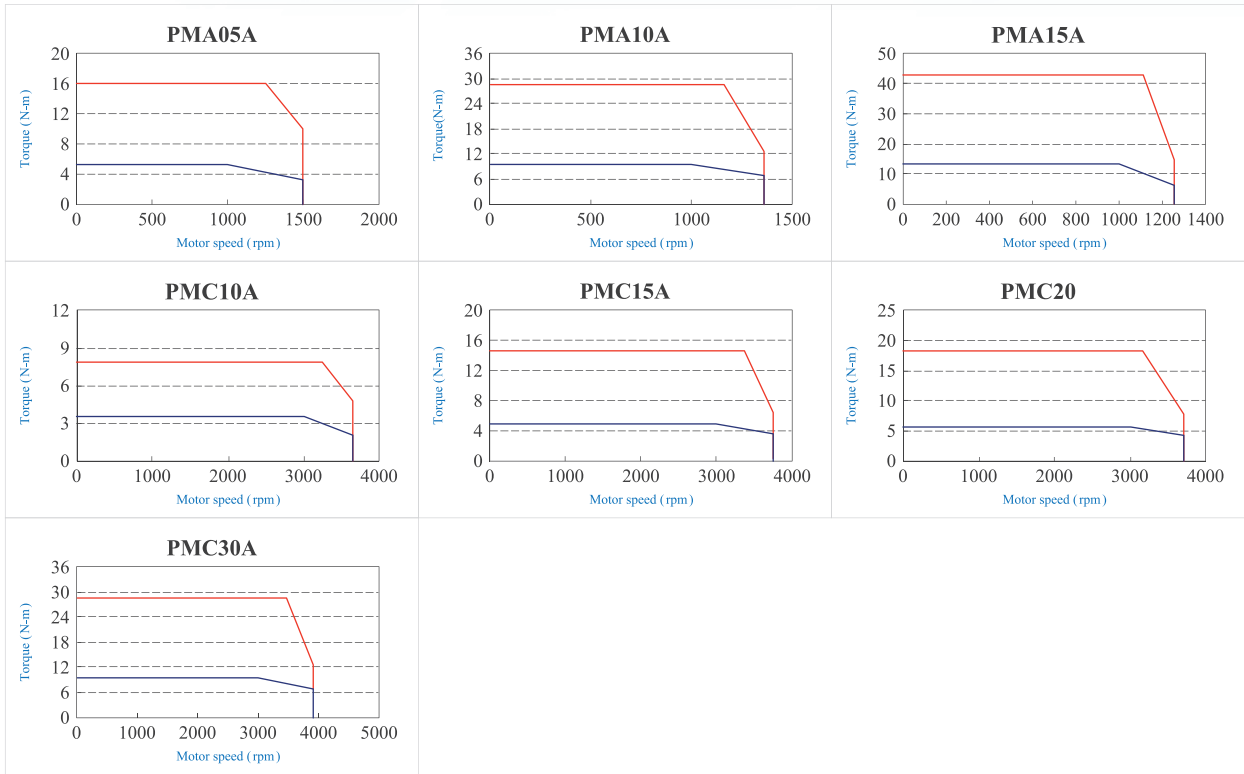 PMA05A
20
16
12
8
4
0
Torque (N-m)
0 500 1000 1500 2000
Motor speed (rpm)
PMA10A
36
30
24
18
12
6
0
Torque(N-m)
0 500 1000 1500
Motor speed (rpm)
PMA15A
50
40
30
20
10
0
Torque (N-m)
0 200 400 600 800 1000 1200 1400
Motor speed (rpm)
PMC10A
12
9
6
3
0
Torque (N-m)
0 1000 2000 3000 4000
Motor speed (rpm)
PMC15A
20
16
12
8
4
0
Torque (N-m)
0 1000 2000 3000 4000
Motor speed (rpm)
PMC20
25
20
15
10
5
0
Torque (N-m)
0 1000 2000 3000 4000
Motor speed (rpm)
PMC30A
36
30
24
18
12
6
0
Torque (N-m)
0 1000 2000 3000 4000 5000
Motor speed (rpm)